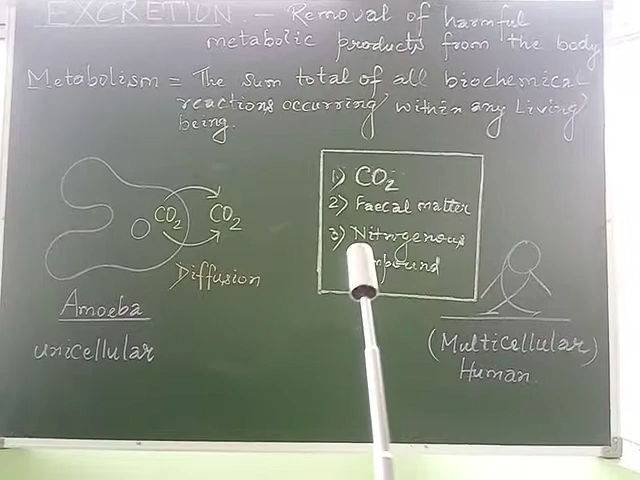 EXCRETION - Removal of harmful
metabolic products from the body
Metabolism = The sum total of all biochemical
reactions occurring within any Living
being.
CO2
CO2
Diffusion
Amoeba
unicellular
1) CO2
2) Faecal matter
3) Nitrogenous
mpound
(Multicellular)
Human